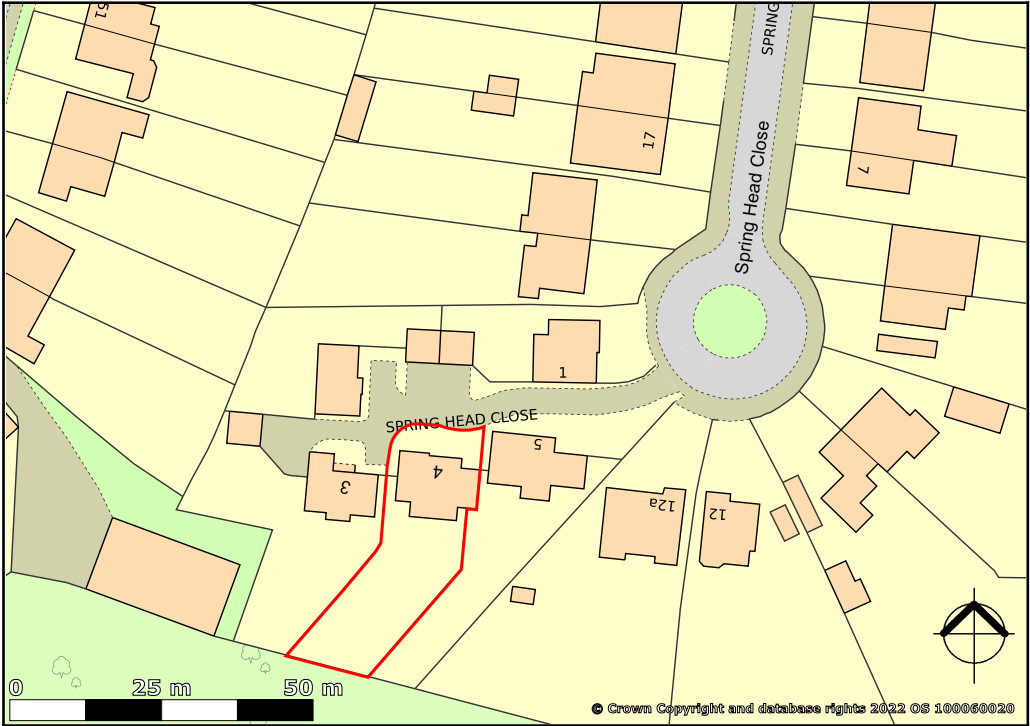 51
SPRING
17
Spring Head Close
7
1
SPRING HEAD CLOSE
5
4
3
12a
12
0 25 m 50 m
© Crown Copyright and database rights 2022 OS 100060020